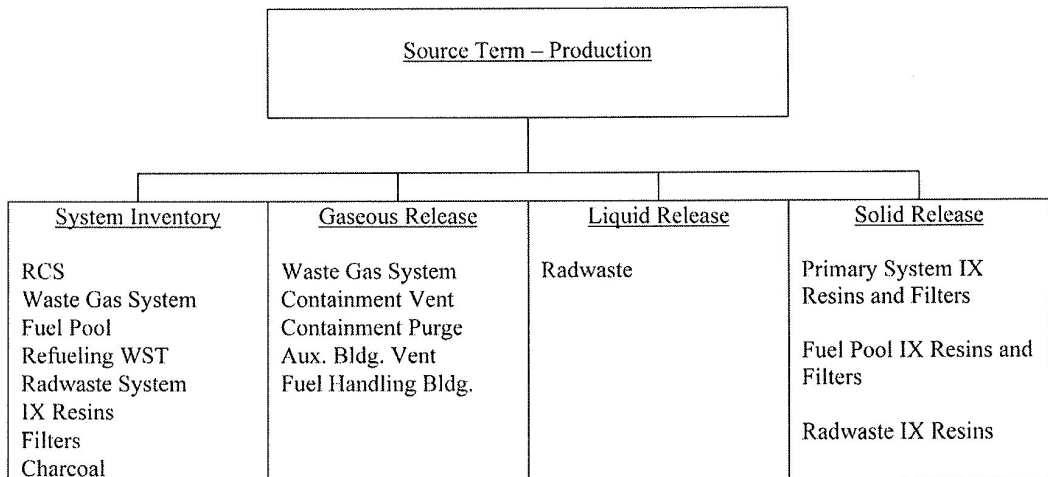 Source Term – Production
System Inventory
RCS
Waste Gas System
Fuel Pool
Refueling WST
Radwaste System
IX Resins
Filters
Charcoal
Gaseous Release
Waste Gas System
Containment Vent
Containment Purge
Aux. Bldg. Vent
Fuel Handling Bldg.
Liquid Release
Radwaste
Solid Release
Primary System IX
Resins and Filters
Fuel Pool IX Resins and
Filters
Radwaste IX Resins